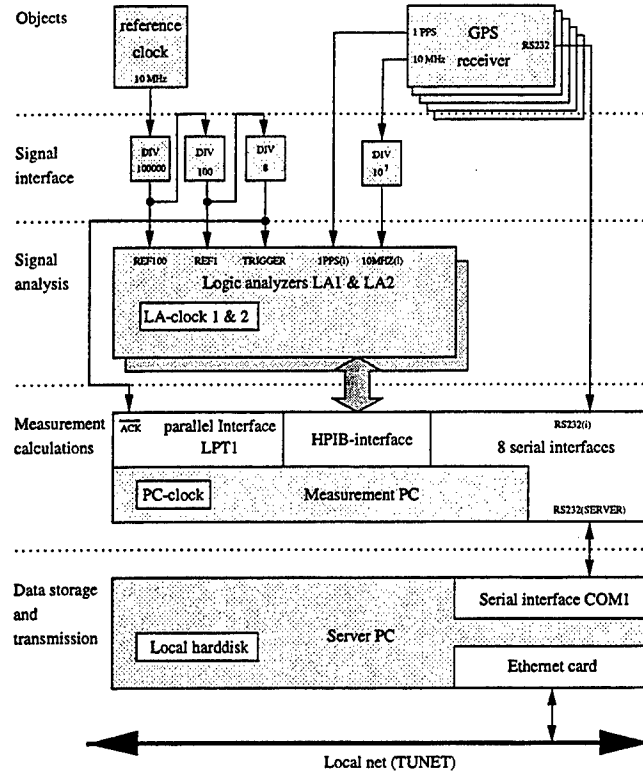 Objects
reference
clock
10 MHz
1 PPS
GPS
RS232
10 MHz
receiver
Signal
interface
DIV
100000
DIV
100
DIV
8
DIV
10⁷
Signal
analysis
REF100 REF1 TRIGGER 1PPS(i) 10MHZ(i)
Logic analyzers LA1 & LA2
LA-clock 1 & 2
Measurement
calculations
ACK
parallel Interface
LPT1
HPIB-interface
RS232(i)
8 serial interfaces
PC-clock
Measurement PC
RS232(SERVER)
Data storage
and
transmission
Serial interface COM1
Server PC
Local harddisk
Ethernet card
Local net (TUNET)